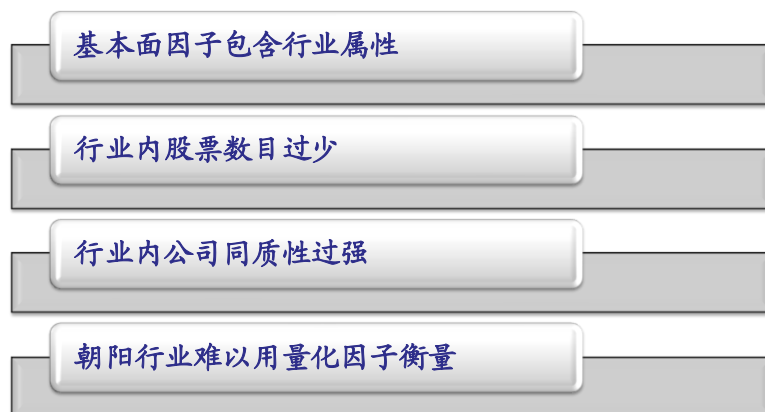 基本面因子包含行业属性
行业内股票数目过少
行业内公司同质性过强
朝阳行业难以用量化因子衡量